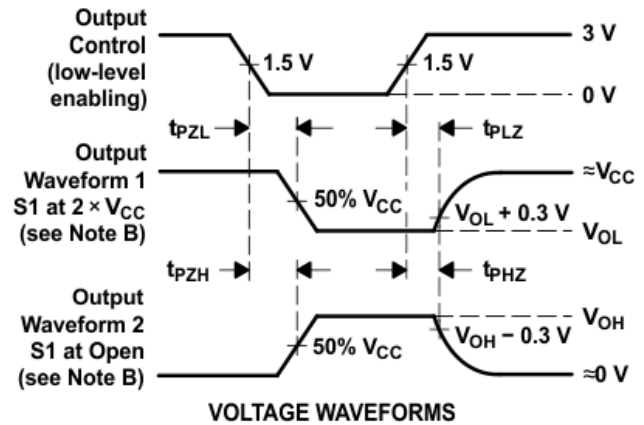 Output
Control
(low-level
enabling)
1.5 V
1.5 V
3 V
0 V
tPZL
tPLZ
Output
Waveform 1
S1 at 2 × VCC
(see Note B)
50% VCC
VOL + 0.3 V
≈VCC
VOL
tPZH
tPHZ
Output
Waveform 2
S1 at Open
(see Note B)
50% VCC
VOH − 0.3 V
VOH
≈0 V
VOLTAGE WAVEFORMS